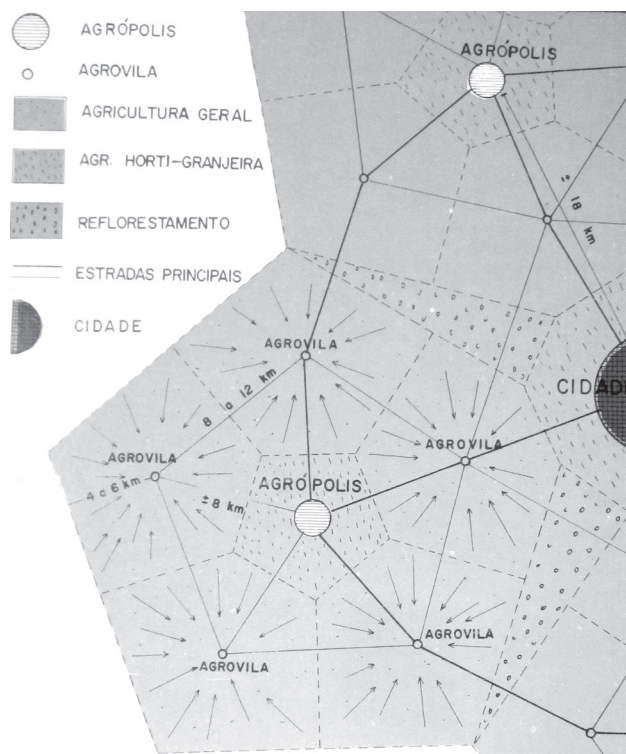 AGRÓPOLIS
AGROVILA
AGRICULTURA GERAL
AGR. HORTI-GRANJEIRA
REFLORESTAMENTO
ESTRADAS PRINCIPAIS
CIDADE
AGRÓPOLIS
± 18 km
AGROVILA
8 a 12 km
CIDADE
AGROVILA
AGROVILA
4 a 6 km
AGRÓPOLIS
± 8 km
AGROVILA
AGROVILA